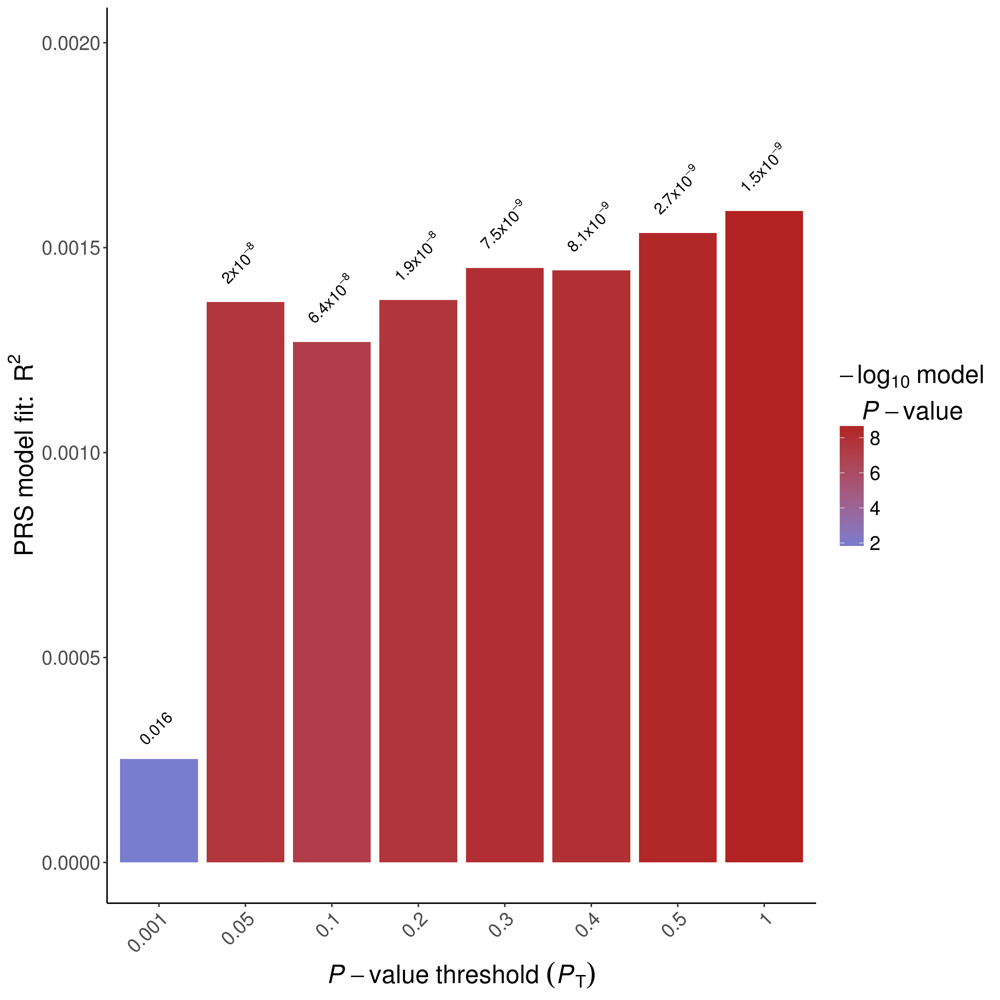 0.0020
0.0015
0.0010
0.0005
0.0000
PRS model fit: R²
0.016
2x10⁻⁸
6.4x10⁻⁸
1.9x10⁻⁸
7.5x10⁻⁹
8.1x10⁻⁹
2.7x10⁻⁹
1.5x10⁻⁹
0.001
0.05
0.1
0.2
0.3
0.4
0.5
1
P – value threshold (P_T)
–log₁₀ model
P – value
8
6
4
2